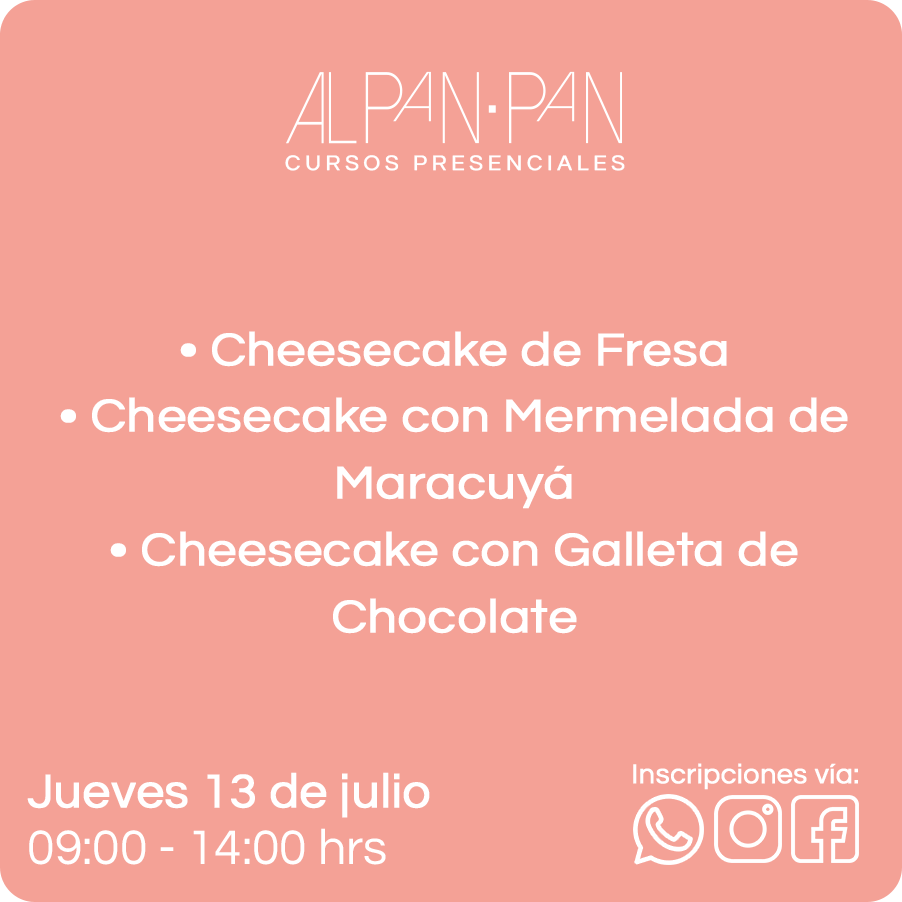 ALPAN·PAN
CURSOS PRESENCIALES
• Cheesecake de Fresa
• Cheesecake con Mermelada de
Maracuyá
• Cheesecake con Galleta de
Chocolate
Jueves 13 de julio
09:00 - 14:00 hrs
Inscripciones vía: